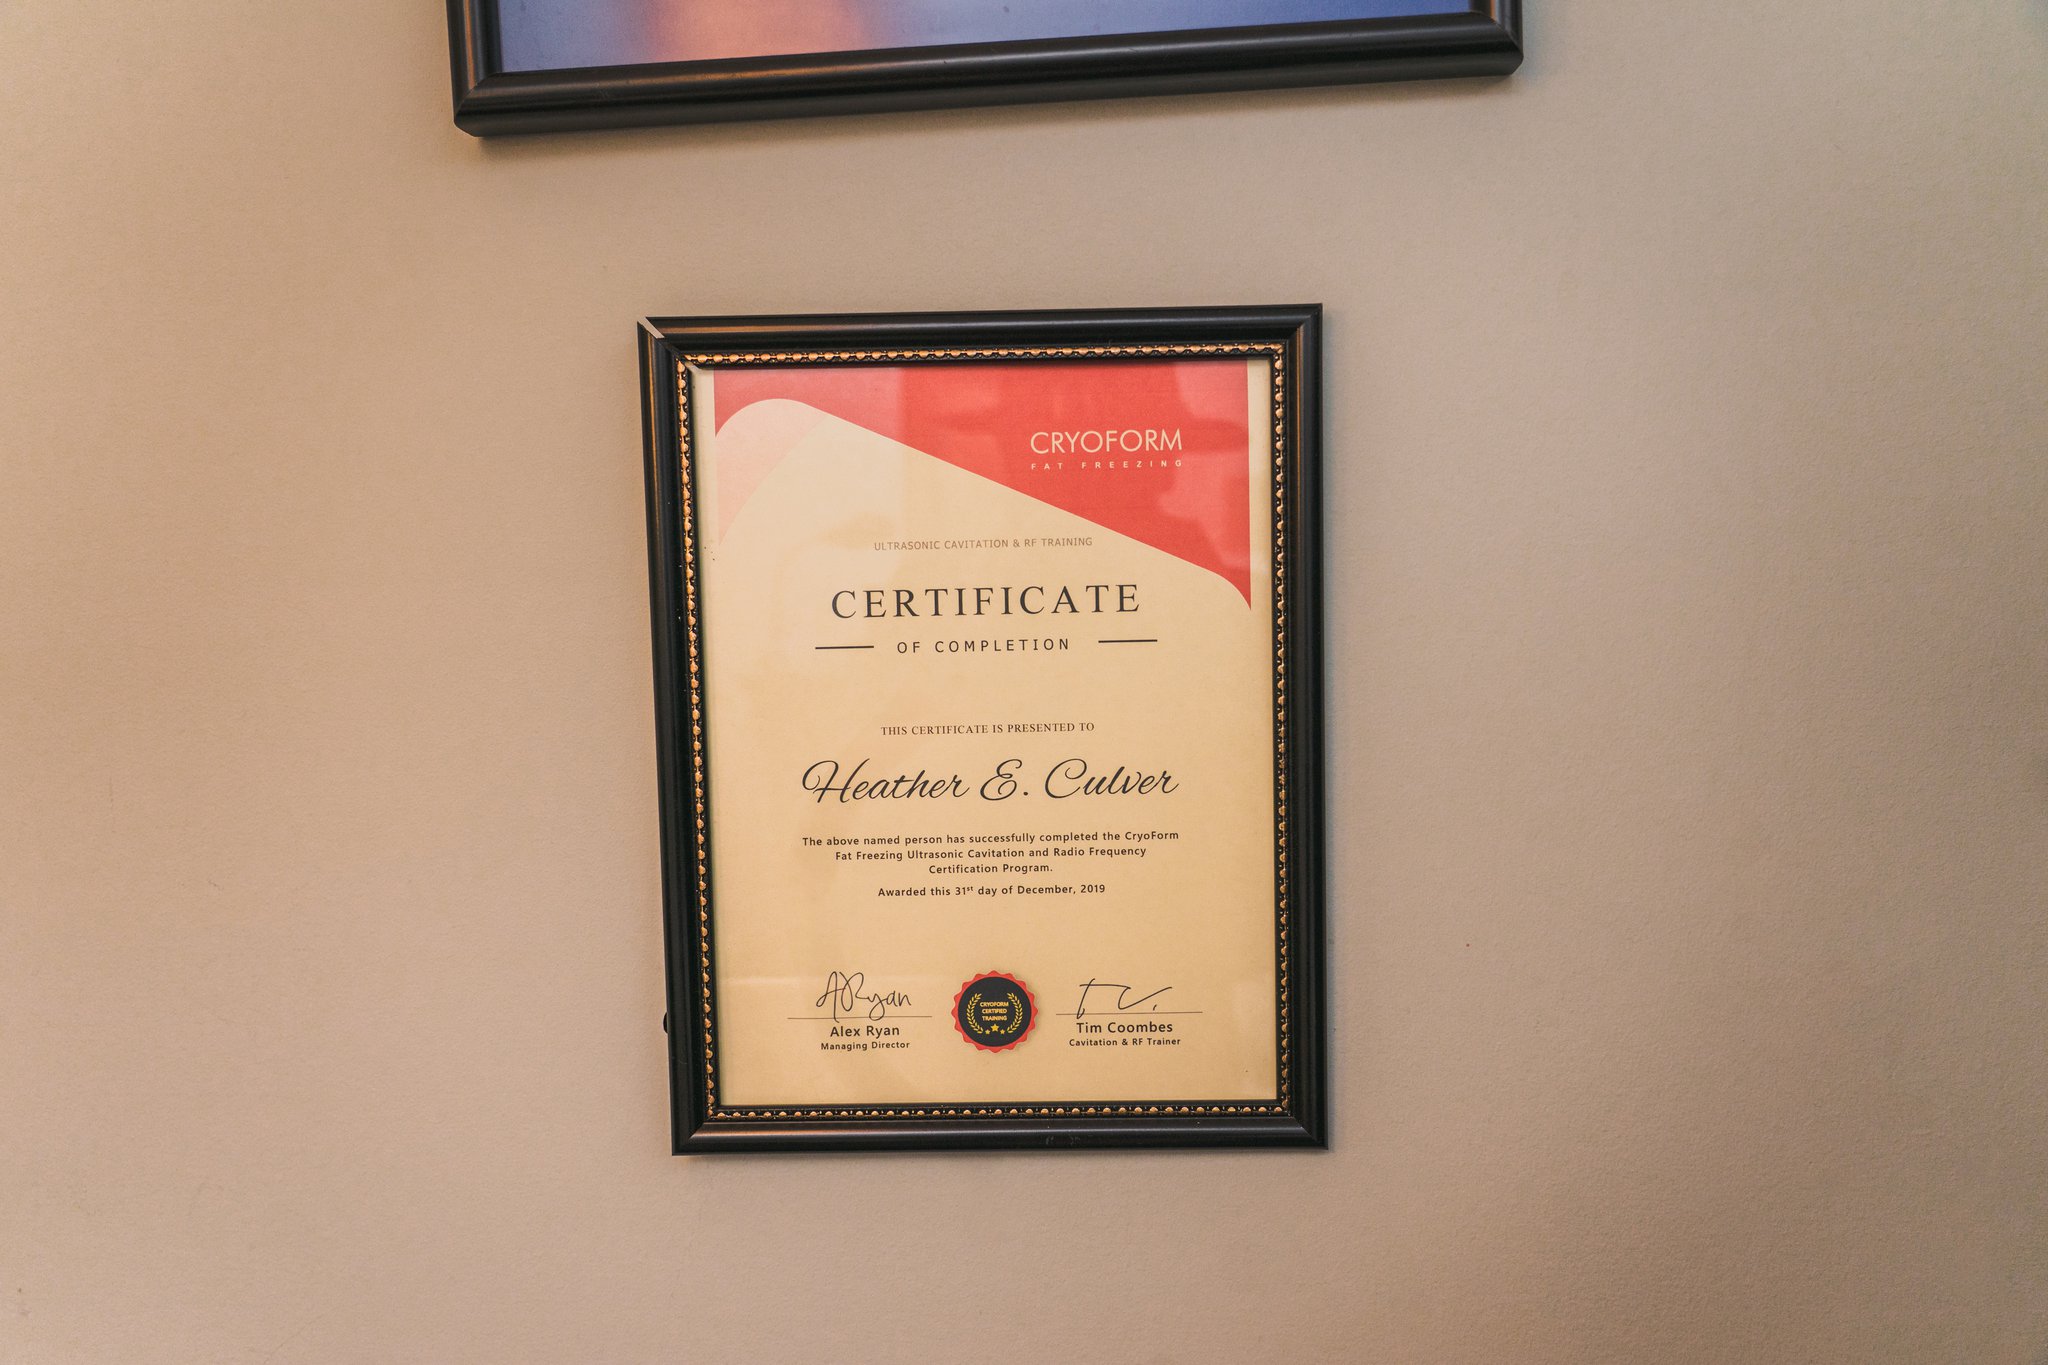 CRYOFORM
FAT FREEZING
ULTRASONIC CAVITATION & RF TRAINING
CERTIFICATE
OF COMPLETION
THIS CERTIFICATE IS PRESENTED TO
Heather E. Culver
The above named person has successfully completed the CryoForm
Fat Freezing Ultrasonic Cavitation and Radio Frequency
Certification Program.
Awarded this 31st day of December, 2019
ARyan
Alex Ryan
Managing Director
CRYOFORM
CERTIFIED
TRAINING
Tim Coombes
Cavitation & RF Trainer